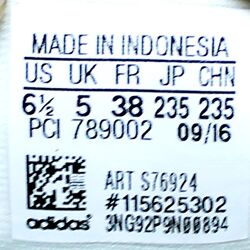 MADE IN INDONESIA
US UK FR JP CHN
6½ 5 38 235 235
PCI 789002 09/16
ART S76924
#115625302
adidas 3NG92P9N00894